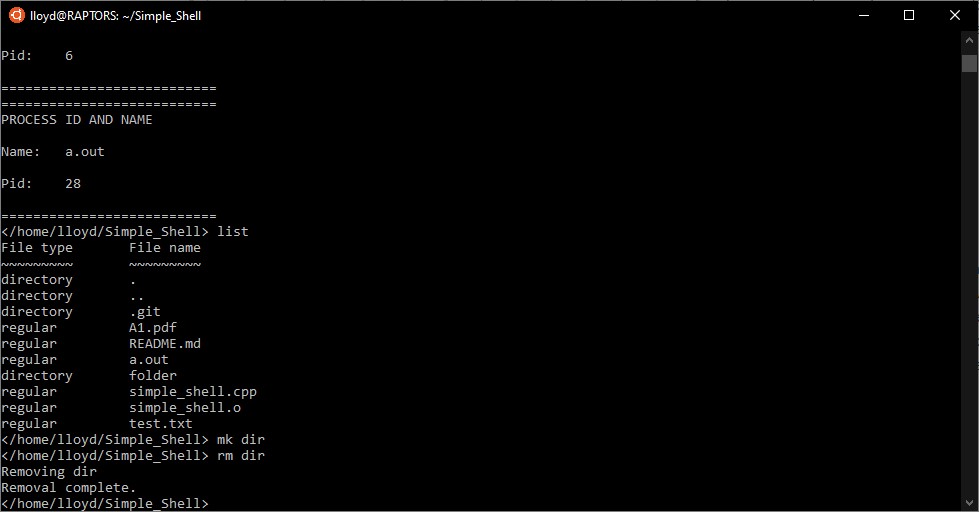 lloyd@RAPTORS: ~/Simple_Shell
Pid:    6
===========================
===========================
PROCESS ID AND NAME
Name:   a.out
Pid:    28
===========================
</home/lloyd/Simple_Shell> list
File type       File name
~~~~~~~~~       ~~~~~~~~~
directory       .
directory       ..
directory       .git
regular         A1.pdf
regular         README.md
regular         a.out
directory       folder
regular         simple_shell.cpp
regular         simple_shell.o
regular         test.txt
</home/lloyd/Simple_Shell> mk dir
</home/lloyd/Simple_Shell> rm dir
Removing dir
Removal complete.
</home/lloyd/Simple_Shell>